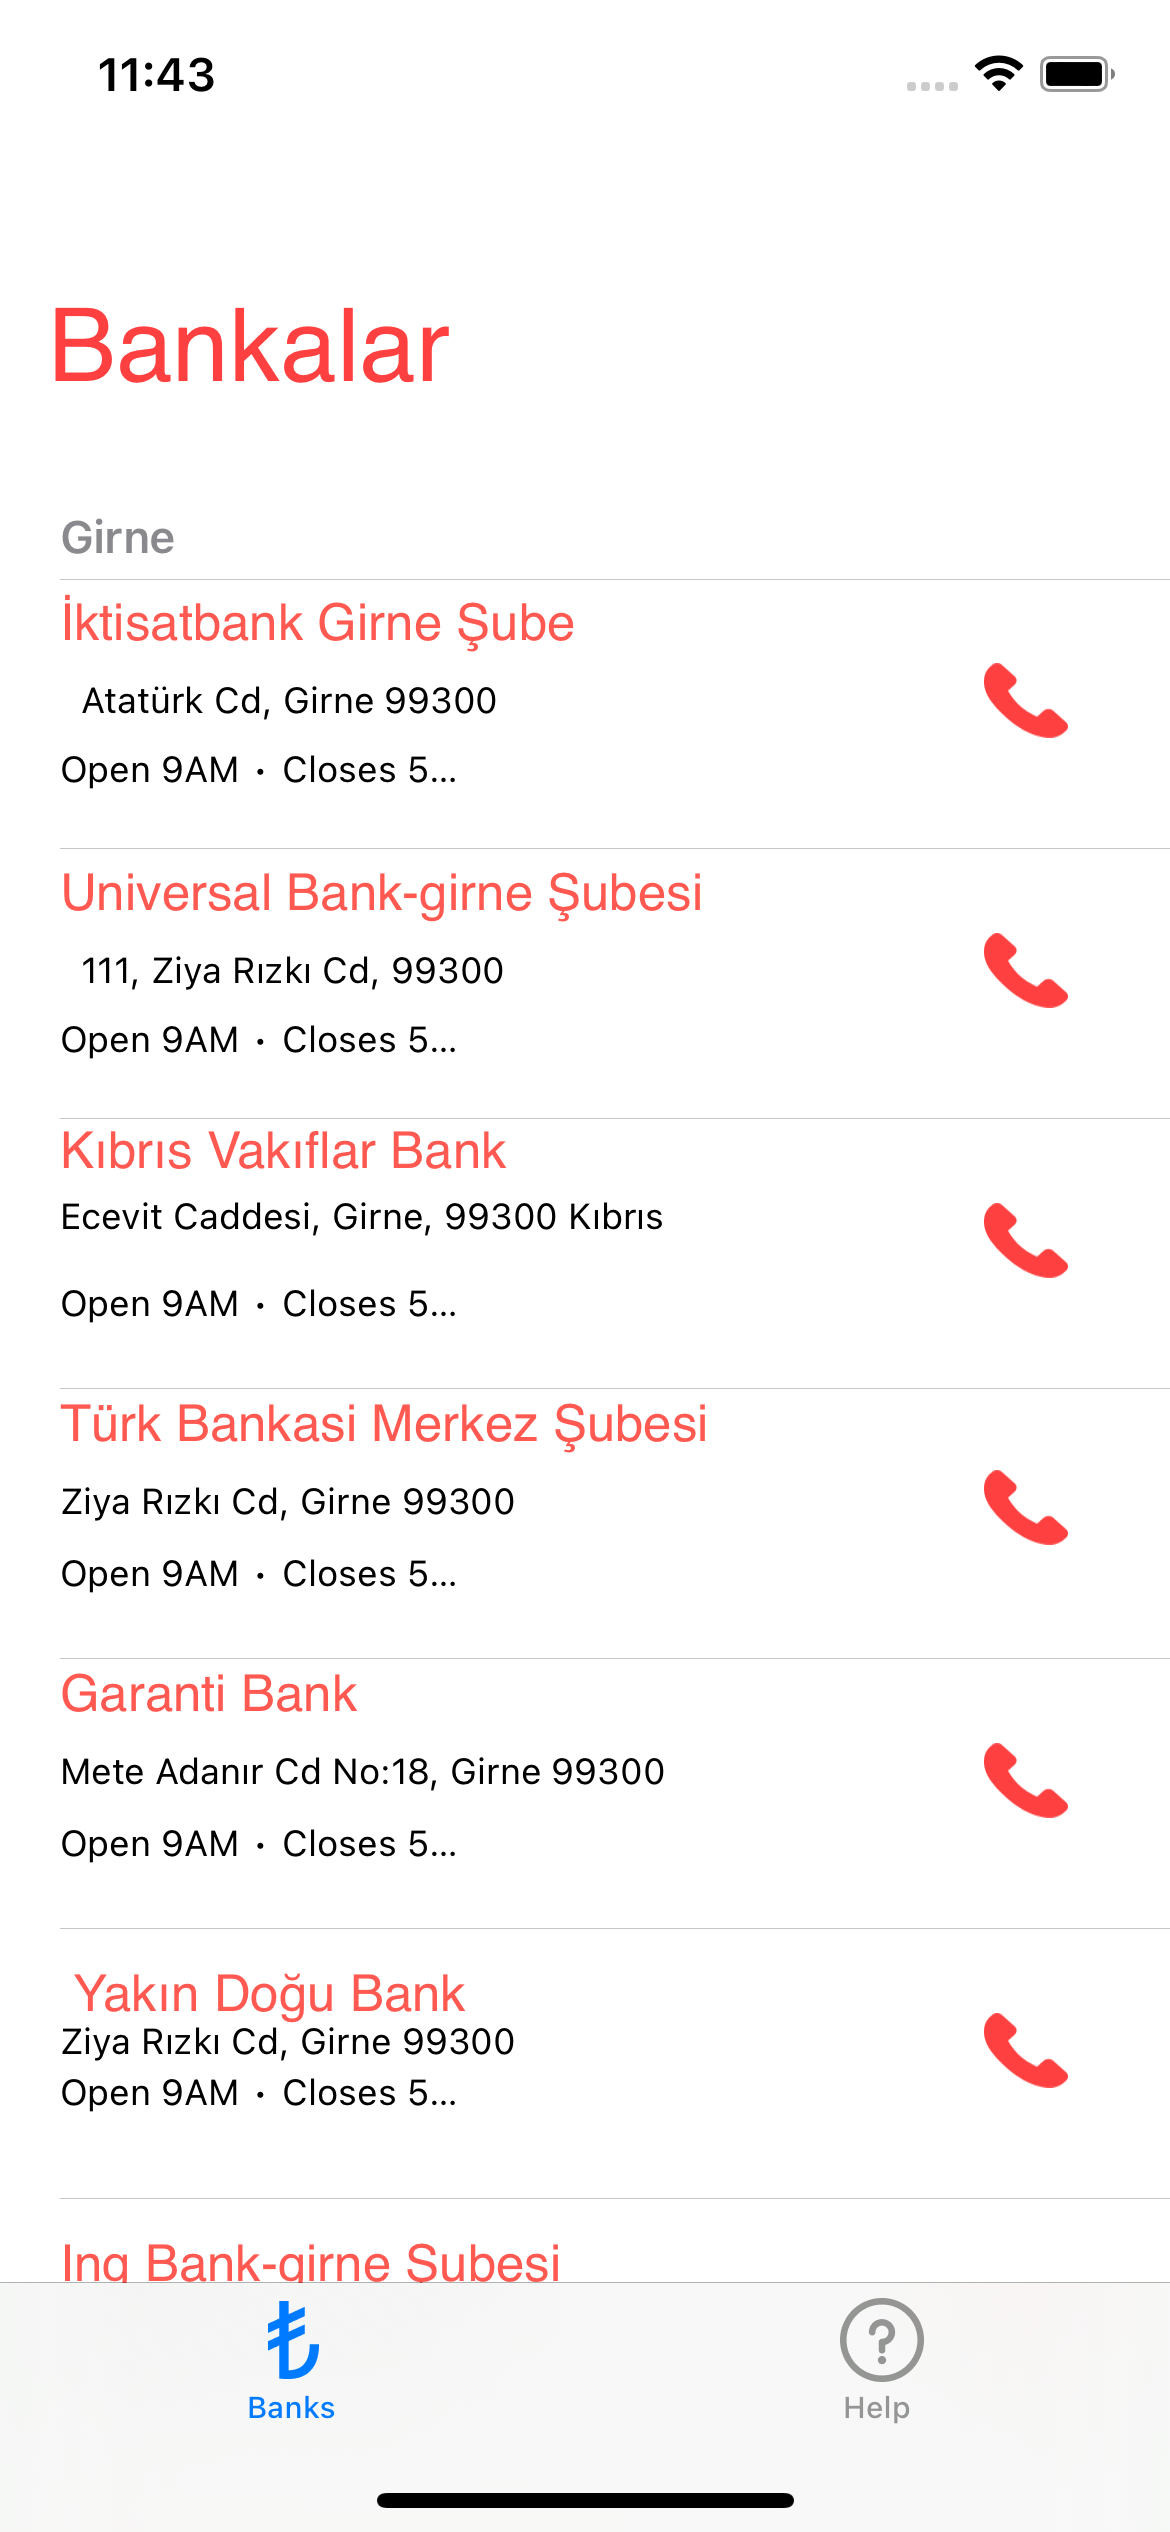 11:43
Bankalar
Girne
İktisatbank Girne Şube
Atatürk Cd, Girne 99300
Open 9AM · Closes 5...
Universal Bank-girne Şubesi
111, Ziya Rızkı Cd, 99300
Open 9AM · Closes 5...
Kıbrıs Vakıflar Bank
Ecevit Caddesi, Girne, 99300 Kıbrıs
Open 9AM · Closes 5...
Türk Bankasi Merkez Şubesi
Ziya Rızkı Cd, Girne 99300
Open 9AM · Closes 5...
Garanti Bank
Mete Adanır Cd No:18, Girne 99300
Open 9AM · Closes 5...
Yakın Doğu Bank
Ziya Rızkı Cd, Girne 99300
Open 9AM · Closes 5...
Ing Bank-girne Şubesi
Banks
Help